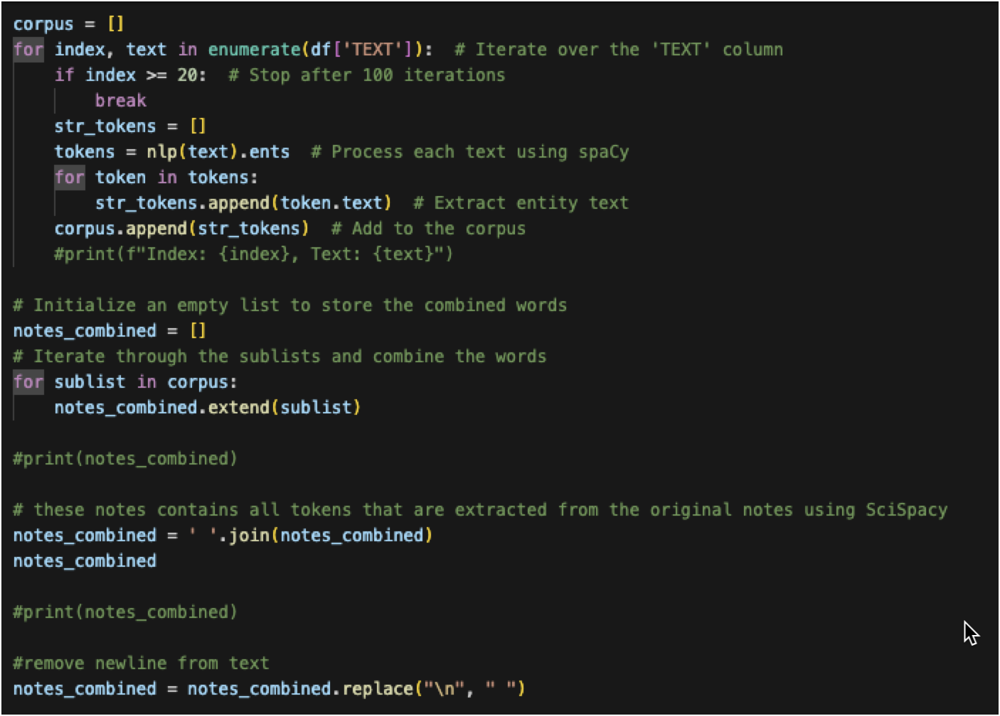 corpus = []
for index, text in enumerate(df['TEXT']):  # Iterate over the 'TEXT' column
    if index >= 20:  # Stop after 100 iterations
        break
    str_tokens = []
    tokens = nlp(text).ents  # Process each text using spaCy
    for token in tokens:
        str_tokens.append(token.text)  # Extract entity text
    corpus.append(str_tokens)  # Add to the corpus
    #print(f"Index: {index}, Text: {text}")

# Initialize an empty list to store the combined words
notes_combined = []
# Iterate through the sublists and combine the words
for sublist in corpus:
    notes_combined.extend(sublist)

#print(notes_combined)

# these notes contains all tokens that are extracted from the original notes using SciSpacy
notes_combined = ' '.join(notes_combined)
notes_combined

#print(notes_combined)

#remove newline from text
notes_combined = notes_combined.replace("\n", " ")